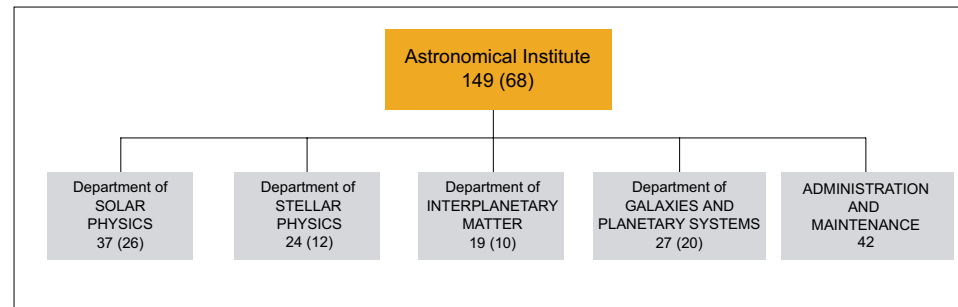 Astronomical Institute
149 (68)
Department of
SOLAR
PHYSICS
37 (26)
Department of
STELLAR
PHYSICS
24 (12)
Department of
INTERPLANETARY
MATTER
19 (10)
Department of
GALAXIES AND
PLANETARY SYSTEMS
27 (20)
ADMINISTRATION
AND
MAINTENANCE
42